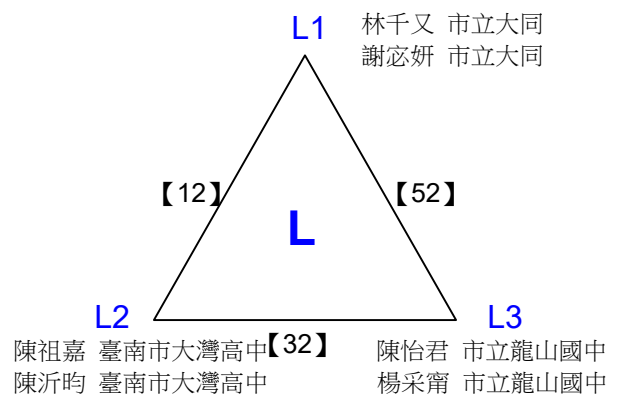 L1
林千又 市立大同
謝宓妍 市立大同
【12】
【52】
L
L2
L3
【32】
陳祖嘉 臺南市大灣高中
陳沂昀 臺南市大灣高中
陳怡君 市立龍山國中
楊采甯 市立龍山國中